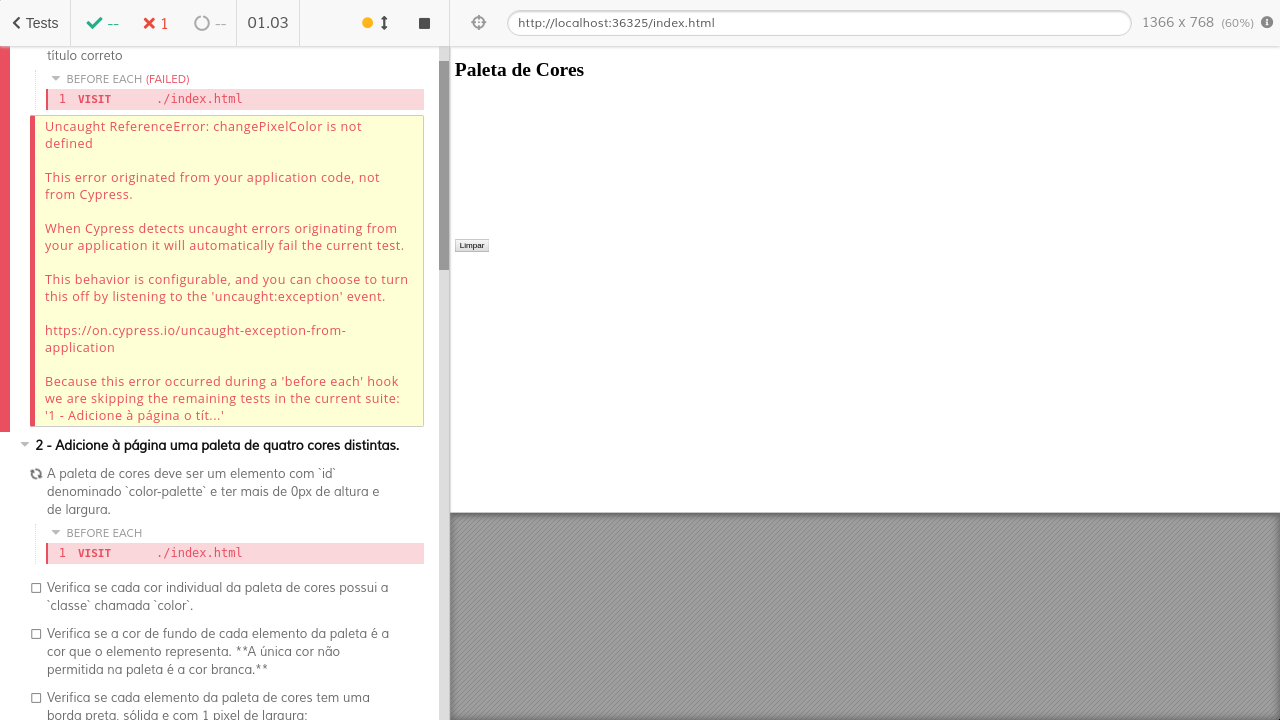 Tests
--
1
--
01.03
http://localhost:36325/index.html
1366 x 768 (60%)
título correto
BEFORE EACH (FAILED)
1 VISIT ./index.html
Uncaught ReferenceError: changePixelColor is not
defined
This error originated from your application code, not
from Cypress.
When Cypress detects uncaught errors originating from
your application it will automatically fail the current test.
This behavior is configurable, and you can choose to turn
this off by listening to the 'uncaught:exception' event.
https://on.cypress.io/uncaught-exception-from-
application
Because this error occurred during a 'before each' hook
we are skipping the remaining tests in the current suite:
'1 - Adicione à página o tít...'
2 - Adicione à página uma paleta de quatro cores distintas.
A paleta de cores deve ser um elemento com `id`
denominado `color-palette` e ter mais de 0px de altura e
de largura.
BEFORE EACH
1 VISIT ./index.html
Verifica se cada cor individual da paleta de cores possui a
`classe` chamada `color`.
Verifica se a cor de fundo de cada elemento da paleta é a
cor que o elemento representa. **A única cor não
permitida na paleta é a cor branca.**
Verifica se cada elemento da paleta de cores tem uma
borda preta, sólida e com 1 pixel de largura;
Paleta de Cores
Limpar